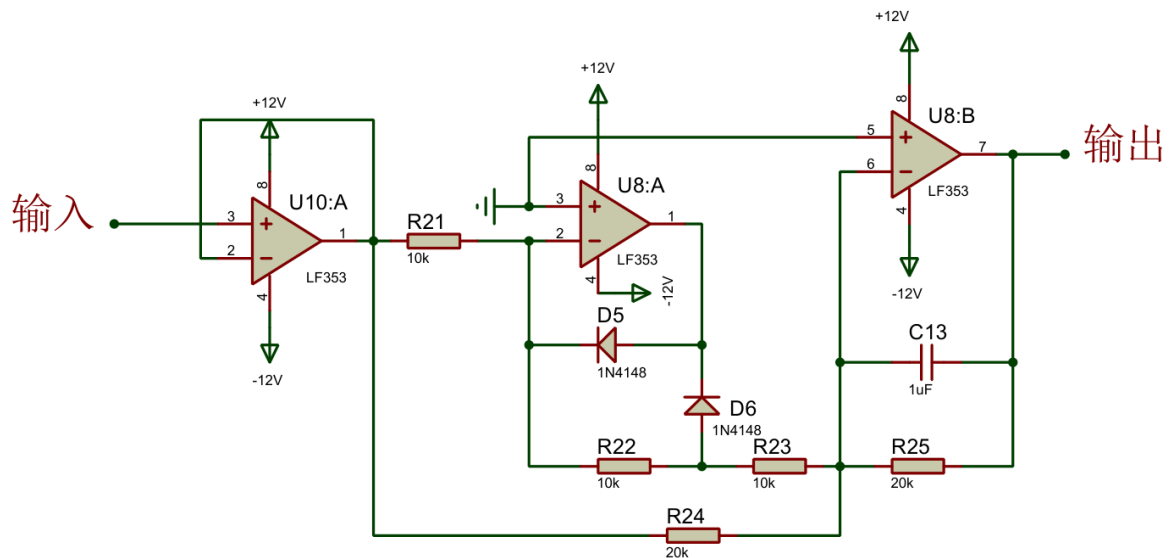 +12V
8
U10:A
输入
3
2
1
LF353
4
-12V
R21
10k
+12V
8
U8:A
3
2
1
LF353
4
-12V
+12V
8
U8:B
5
6
7
输出
LF353
4
-12V
D5
1N4148
D6
1N4148
C13
1uF
R22
10k
R23
10k
R25
20k
R24
20k